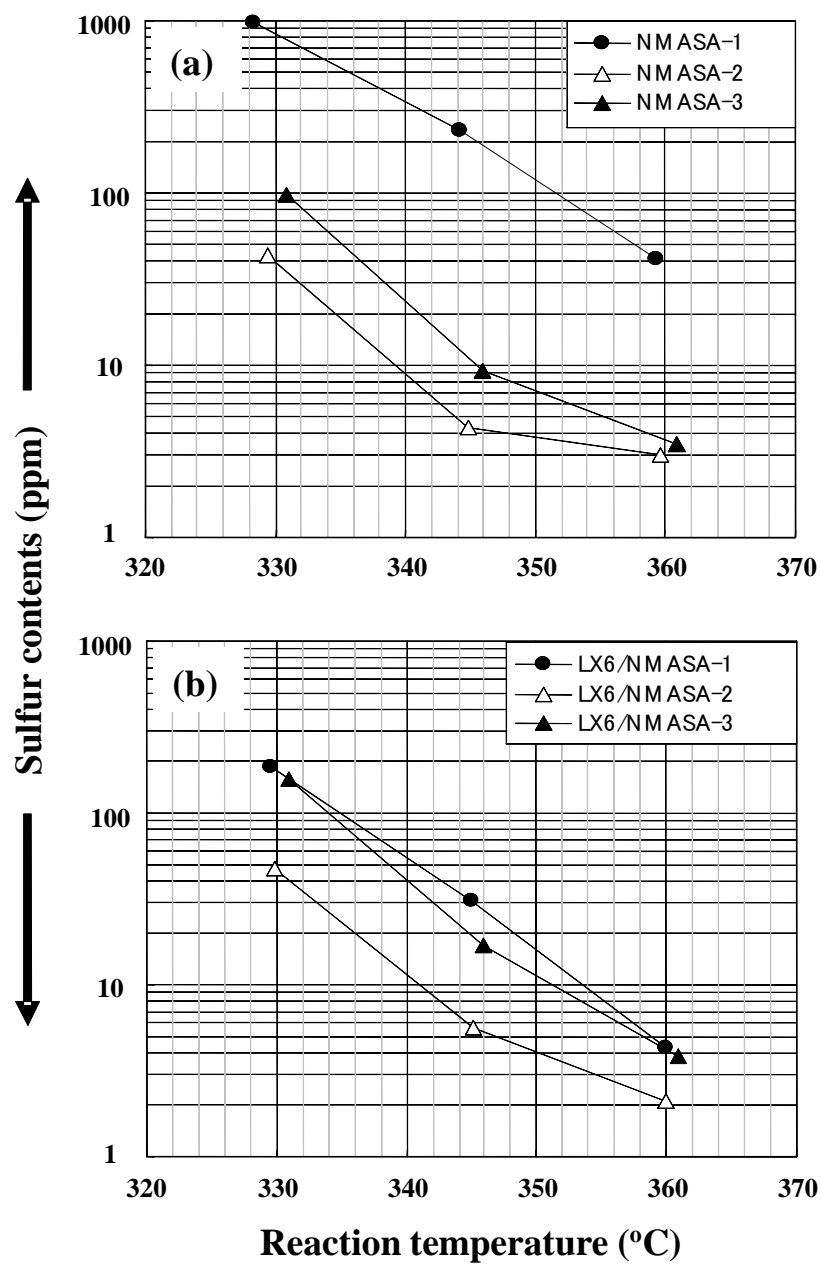 1000
(a)
NMASA-1
NMASA-2
NMASA-3
100
10
1
320 330 340 350 360 370
Sulfur contents (ppm)
1000
(b)
LX6/NMASA-1
LX6/NMASA-2
LX6/NMASA-3
100
10
1
320 330 340 350 360 370
Reaction temperature (°C)